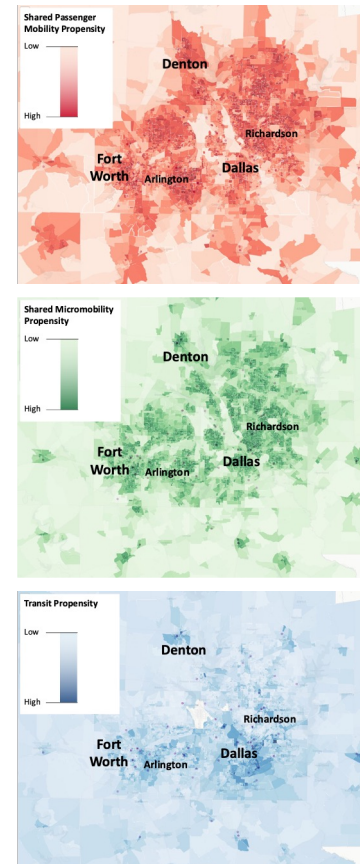 Shared Passenger
Mobility Propensity
Low
High
Denton
Richardson
Fort
Worth
Arlington
Dallas
Shared Micromobility
Propensity
Low
High
Denton
Richardson
Fort
Worth
Arlington
Dallas
Transit Propensity
Low
High
Denton
Richardson
Fort
Worth
Arlington
Dallas